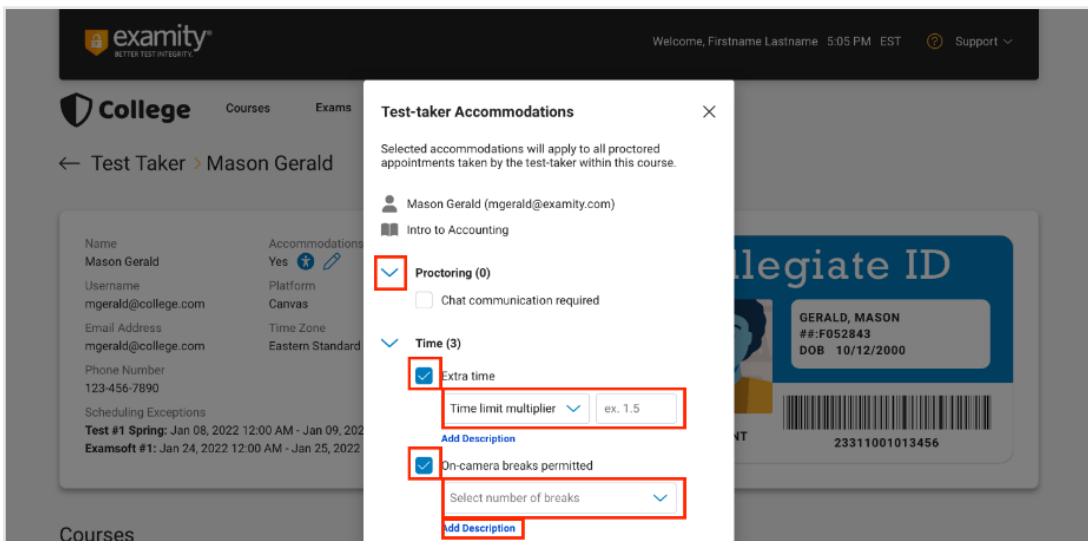 examity®
BETTER TEST INTEGRITY.
Welcome, Firstname Lastname 5:05 PM EST
Support
College
Courses
Exams
← Test Taker > Mason Gerald
Name
Mason Gerald
Username
mgerald@college.com
Email Address
mgerald@college.com
Phone Number
123-456-7890
Scheduling Exceptions
Test #1 Spring: Jan 08, 2022 12:00 AM - Jan 09, 202
Examsoft #1: Jan 24, 2022 12:00 AM - Jan 25, 2022
Accommodations
Yes
Platform
Canvas
Time Zone
Eastern Standard
Test-taker Accommodations
Selected accommodations will apply to all proctored
appointments taken by the test-taker within this course.
Mason Gerald (mgerald@examity.com)
Intro to Accounting
Proctoring (0)
Chat communication required
Time (3)
Extra time
Time limit multiplier
ex. 1.5
Add Description
On-camera breaks permitted
Select number of breaks
Add Description
llegiate ID
GERALD, MASON
##:F052843
DOB 10/12/2000
NT
23311001013456
Courses